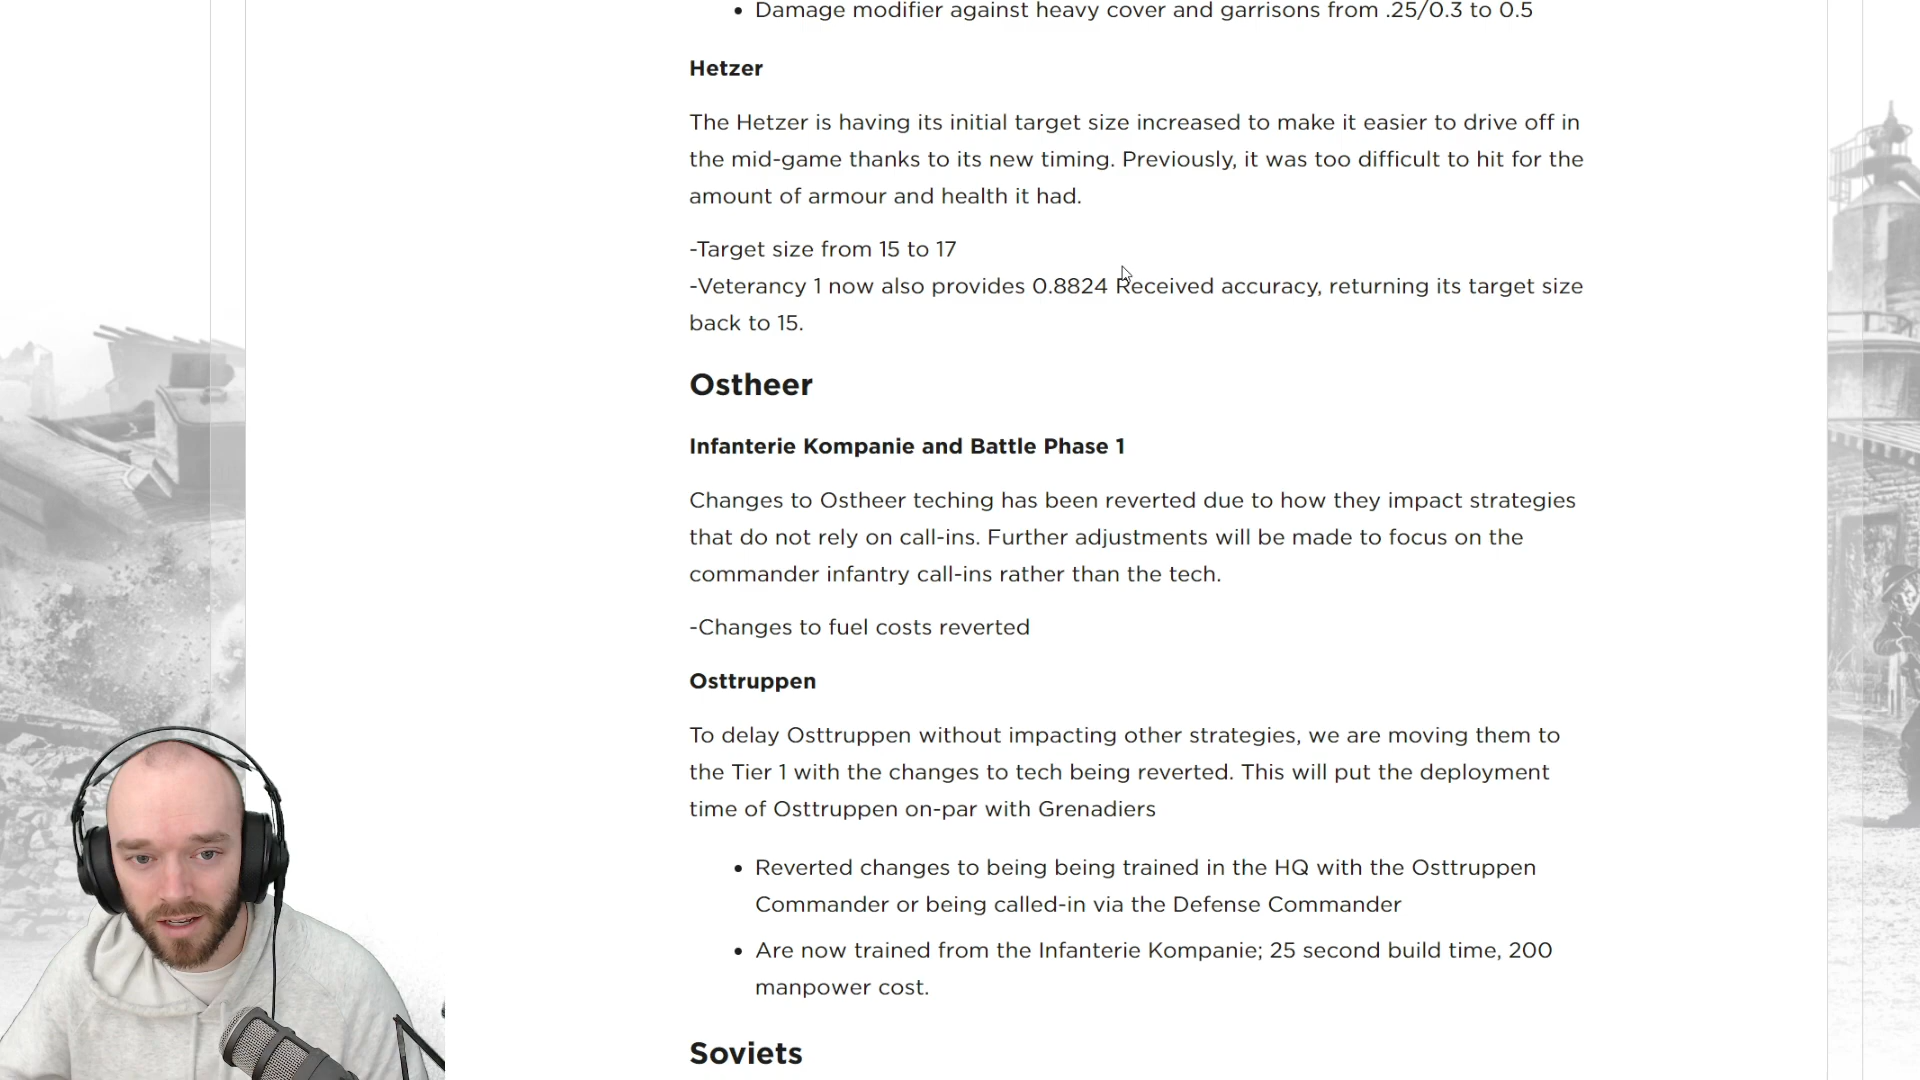 • Damage modifier against heavy cover and garrisons from .25/0.3 to 0.5
Hetzer
The Hetzer is having its initial target size increased to make it easier to drive off in
the mid-game thanks to its new timing. Previously, it was too difficult to hit for the
amount of armour and health it had.
-Target size from 15 to 17
-Veterancy 1 now also provides 0.8824 Received accuracy, returning its target size
back to 15.
Ostheer
Infanterie Kompanie and Battle Phase 1
Changes to Ostheer teching has been reverted due to how they impact strategies
that do not rely on call-ins. Further adjustments will be made to focus on the
commander infantry call-ins rather than the tech.
-Changes to fuel costs reverted
Osttruppen
To delay Osttruppen without impacting other strategies, we are moving them to
the Tier 1 with the changes to tech being reverted. This will put the deployment
time of Osttruppen on-par with Grenadiers
• Reverted changes to being being trained in the HQ with the Osttruppen
Commander or being called-in via the Defense Commander
• Are now trained from the Infanterie Kompanie; 25 second build time, 200
manpower cost.
Soviets